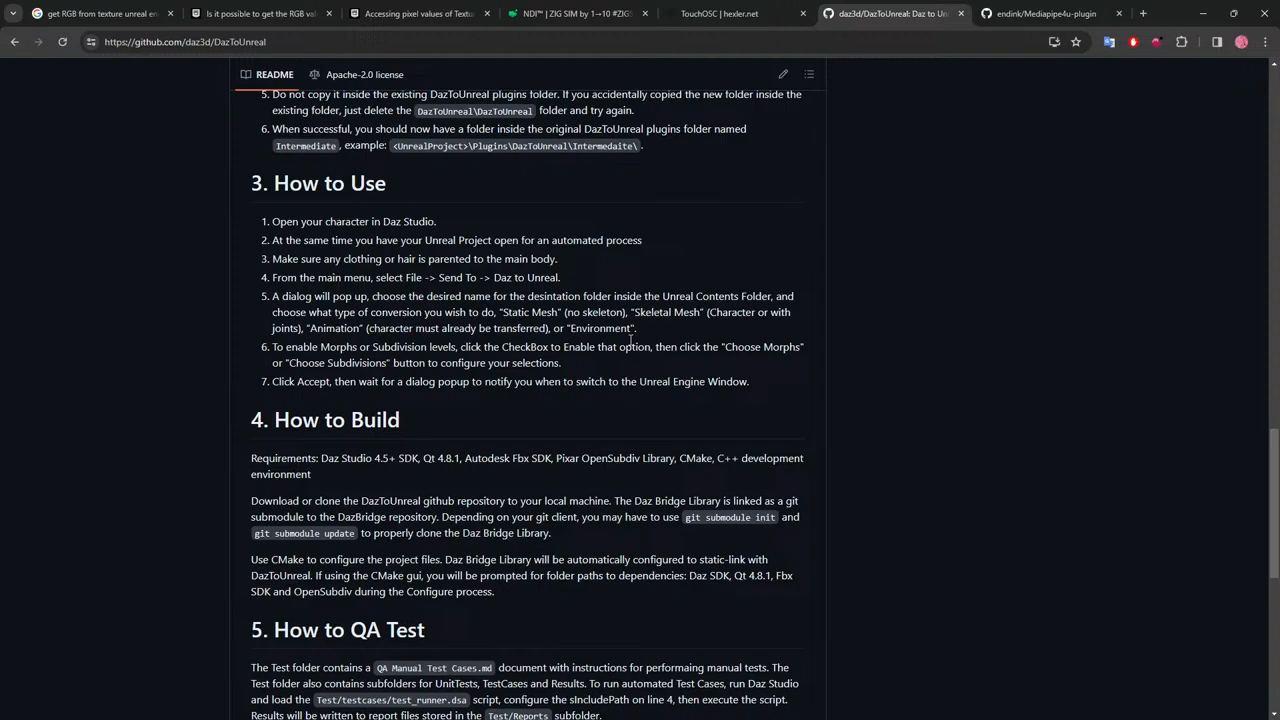 get RGB from texture unreal en
Is it possible to get the RGB val
Accessing pixel values of Textur
NDI™ | ZIG SIM by 1→10 #ZIGS
TouchOSC | hexler.net
daz3d/DazToUnreal: Daz to Un
endink/Mediapipe4u-plugin
https://github.com/daz3d/DazToUnreal
README
Apache-2.0 license
5. Do not copy it inside the existing DazToUnreal plugins folder. If you accidentally copied the new folder inside the
existing folder, just delete the DazToUnreal\DazToUnreal folder and try again.
6. When successful, you should now have a folder inside the original DazToUnreal plugins folder named
Intermediate, example: <UnrealProject>\Plugins\DazToUnreal\Intermedaite\.
3. How to Use
1. Open your character in Daz Studio.
2. At the same time you have your Unreal Project open for an automated process
3. Make sure any clothing or hair is parented to the main body.
4. From the main menu, select File -> Send To -> Daz to Unreal.
5. A dialog will pop up, choose the desired name for the desintation folder inside the Unreal Contents Folder, and
choose what type of conversion you wish to do, "Static Mesh" (no skeleton), "Skeletal Mesh" (Character or with
joints), "Animation" (character must already be transferred), or "Environment".
6. To enable Morphs or Subdivision levels, click the CheckBox to Enable that option, then click the "Choose Morphs"
or "Choose Subdivisions" button to configure your selections.
7. Click Accept, then wait for a dialog popup to notify you when to switch to the Unreal Engine Window.
4. How to Build
Requirements: Daz Studio 4.5+ SDK, Qt 4.8.1, Autodesk Fbx SDK, Pixar OpenSubdiv Library, CMake, C++ development
environment
Download or clone the DazToUnreal github repository to your local machine. The Daz Bridge Library is linked as a git
submodule to the DazBridge repository. Depending on your git client, you may have to use git submodule init and
git submodule update to properly clone the Daz Bridge Library.
Use CMake to configure the project files. Daz Bridge Library will be automatically configured to static-link with
DazToUnreal. If using the CMake gui, you will be prompted for folder paths to dependencies: Daz SDK, Qt 4.8.1, Fbx
SDK and OpenSubdiv during the Configure process.
5. How to QA Test
The Test folder contains a QA Manual Test Cases.md document with instructions for performaing manual tests. The
Test folder also contains subfolders for UnitTests, TestCases and Results. To run automated Test Cases, run Daz Studio
and load the Test/testcases/test_runner.dsa script, configure the sIncludePath on line 4, then execute the script.
Results will be written to report files stored in the Test/Reports subfolder.